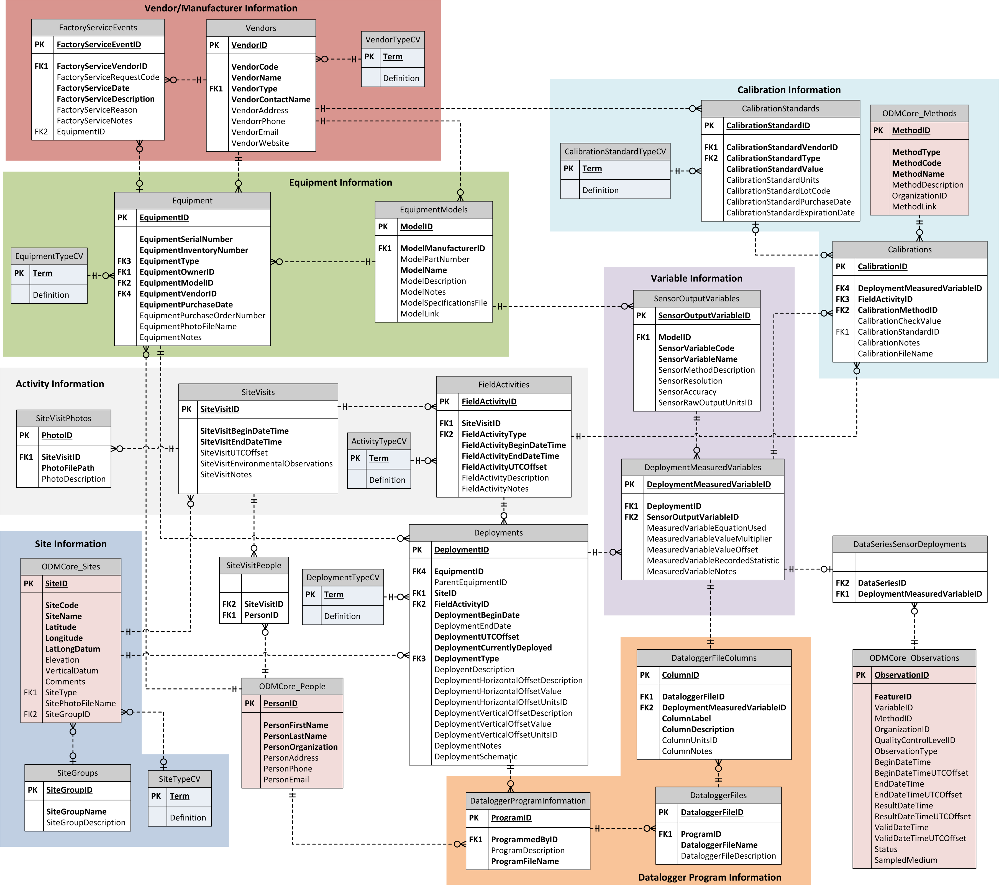 Vendor/Manufacturer Information
FactoryServiceEvents
PK FactoryServiceEventID
FK1 FactoryServiceVendorID
FactoryServiceRequestCode
FactoryServiceDate
FactoryServiceDescription
FactoryServiceReason
FactoryServiceNotes
FK2 EquipmentID
Vendors
PK VendorID
VendorCode
VendorName
FK1 VendorType
VendorContactName
VendorAddress
VendorrPhone
VendorEmail
VendorWebsite
VendorTypeCV
PK Term
Definition
Calibration Information
CalibrationStandards
PK CalibrationStandardID
FK1 CalibrationStandardVendorID
FK2 CalibrationStandardType
CalibrationStandardValue
CalibrationStandardUnits
CalibrationStandardLotCode
CalibrationStandardPurchaseDate
CalibrationStandardExpirationDate
ODMCore_Methods
PK MethodID
MethodType
MethodCode
MethodName
MethodDescription
OrganizationID
MethodLink
CalibrationStandardTypeCV
PK Term
Definition
Calibrations
PK CalibrationID
FK4 DeploymentMeasuredVariableID
FK3 FieldActivityID
FK2 CalibrationMethodID
CalibrationCheckValue
FK1 CalibrationStandardID
CalibrationNotes
CalibrationFileName
Equipment Information
Equipment
PK EquipmentID
EquipmentSerialNumber
EquipmentInventoryNumber
FK3 EquipmentType
FK1 EquipmentOwnerID
FK2 EquipmentModelID
FK4 EquipmentVendorID
EquipmentPurchaseDate
EquipmentPurchaseOrderNumber
EquipmentPhotoFileName
EquipmentNotes
EquipmentModels
PK ModelID
FK1 ModelManufacturerID
ModelPartNumber
ModelName
ModelDescription
ModelNotes
ModelSpecificationsFile
ModelLink
EquipmentTypeCV
PK Term
Definition
Variable Information
SensorOutputVariables
PK SensorOutputVariableID
FK1 ModelID
SensorVariableCode
SensorVariableName
SensorMethodDescription
SensorResolution
SensorAccuracy
SensorRawOutputUnitsID
DeploymentMeasuredVariables
PK DeploymentMeasuredVariableID
FK1 DeploymentID
FK2 SensorOutputVariableID
MeasuredVariableEquationUsed
MeasuredVariableValueMultiplier
MeasuredVariableValueOffset
MeasuredVariableRecordedStatistic
MeasuredVariableNotes
Activity Information
SiteVisits
PK SiteVisitID
SiteVisitBeginDateTime
SiteVisitEndDateTime
SiteVisitUTCOffset
SiteVisitEnvironmentalObservations
SiteVisitNotes
FieldActivities
PK FieldActivityID
FK1 SiteVisitID
FK2 FieldActivityType
FieldActivityBeginDateTime
FieldActivityEndDateTime
FieldActivityUTCOffset
FieldActivityDescription
FieldActivityNotes
SiteVisitPhotos
PK PhotoID
FK1 SiteVisitID
PhotoFilePath
PhotoDescription
ActivityTypeCV
PK Term
Definition
Site Information
ODMCore_Sites
PK SiteID
SiteCode
SiteName
Latitude
Longitude
LatLongDatum
Elevation
VerticalDatum
Comments
FK1 SiteType
SitePhotoFileName
FK2 SiteGroupID
SiteGroups
PK SiteGroupID
SiteGroupName
SiteGroupDescription
SiteTypeCV
PK Term
Definition
SiteVisitPeople
FK2 SiteVisitID
FK1 PersonID
DeploymentTypeCV
PK Term
Definition
ODMCore_People
PK PersonID
PersonFirstName
PersonLastName
PersonOrganization
PersonAddress
PersonPhone
PersonEmail
Deployments
PK DeploymentID
FK4 EquipmentID
ParentEquipmentID
FK1 SiteID
FK2 FieldActivityID
DeploymentBeginDate
DeploymentEndDate
DeploymentUTCOffset
DeploymentCurrentlyDeployed
FK3 DeploymentType
DeployentDescription
DeploymentHorizontalOffsetDescription
DeploymentHorizontalOffsetValue
DeploymentHorizontalOffsetUnitsID
DeploymentVerticalOffsetDescription
DeploymentVerticalOffsetValue
DeploymentVerticalOffsetUnitsID
DeploymentNotes
DeploymentSchematic
DataSeriesSensorDeployments
FK2 DataSeriesID
FK1 DeploymentMeasuredVariableID
ODMCore_Observations
PK ObservationID
FeatureID
VariableID
MethodID
OrganizationID
QualityControlLevelID
ObservationType
BeginDateTime
BeginDateTimeUTCOffset
EndDateTime
EndDateTimeUTCOffset
ResultDateTime
ResultDateTimeUTCOffset
ValidDateTime
ValidDateTimeUTCOffset
Status
SampledMedium
DataloggerFileColumns
PK ColumnID
FK1 DataloggerFileID
FK2 DeploymentMeasuredVariableID
ColumnLabel
ColumnDescription
ColumnUnitsID
ColumnNotes
DataloggerProgramInformation
PK ProgramID
FK1 ProgrammedByID
ProgramDescription
ProgramFileName
DataloggerFiles
PK DataloggerFileID
FK1 ProgramID
DataloggerFileName
DataloggerFileDescription
Datalogger Program Information